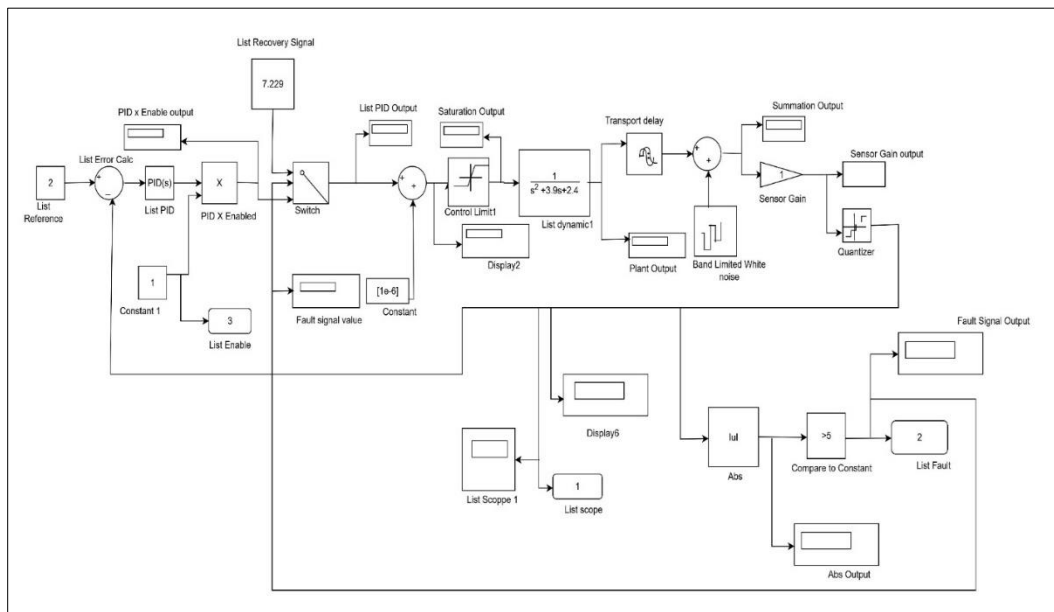 List Recovery Signal
7.229
PID x Enable output
List PID Output
Saturation Output
Transport delay
Summation Output
List Error Calc
+
−
2
List
Reference
PID(s)
List PID
X
PID X Enabled
Switch
+
+
Control Limit1
1
s² +3.9s+2.4
List dynamic1
+
+
1
Sensor Gain
Sensor Gain output
Quantizer
Display2
Plant Output
Band Limited White
noise
1
Constant 1
3
List Enable
Fault signal value
[1e-6]
Constant
Fault Signal Output
Display6
|u|
Abs
>5
Compare to Constant
2
List Fault
List Scoppe 1
1
List scope
Abs Output